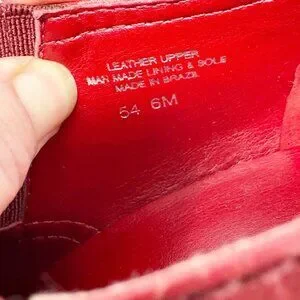 LEATHER UPPER
MAN MADE LINING & SOLE
MADE IN BRAZIL
54 6M